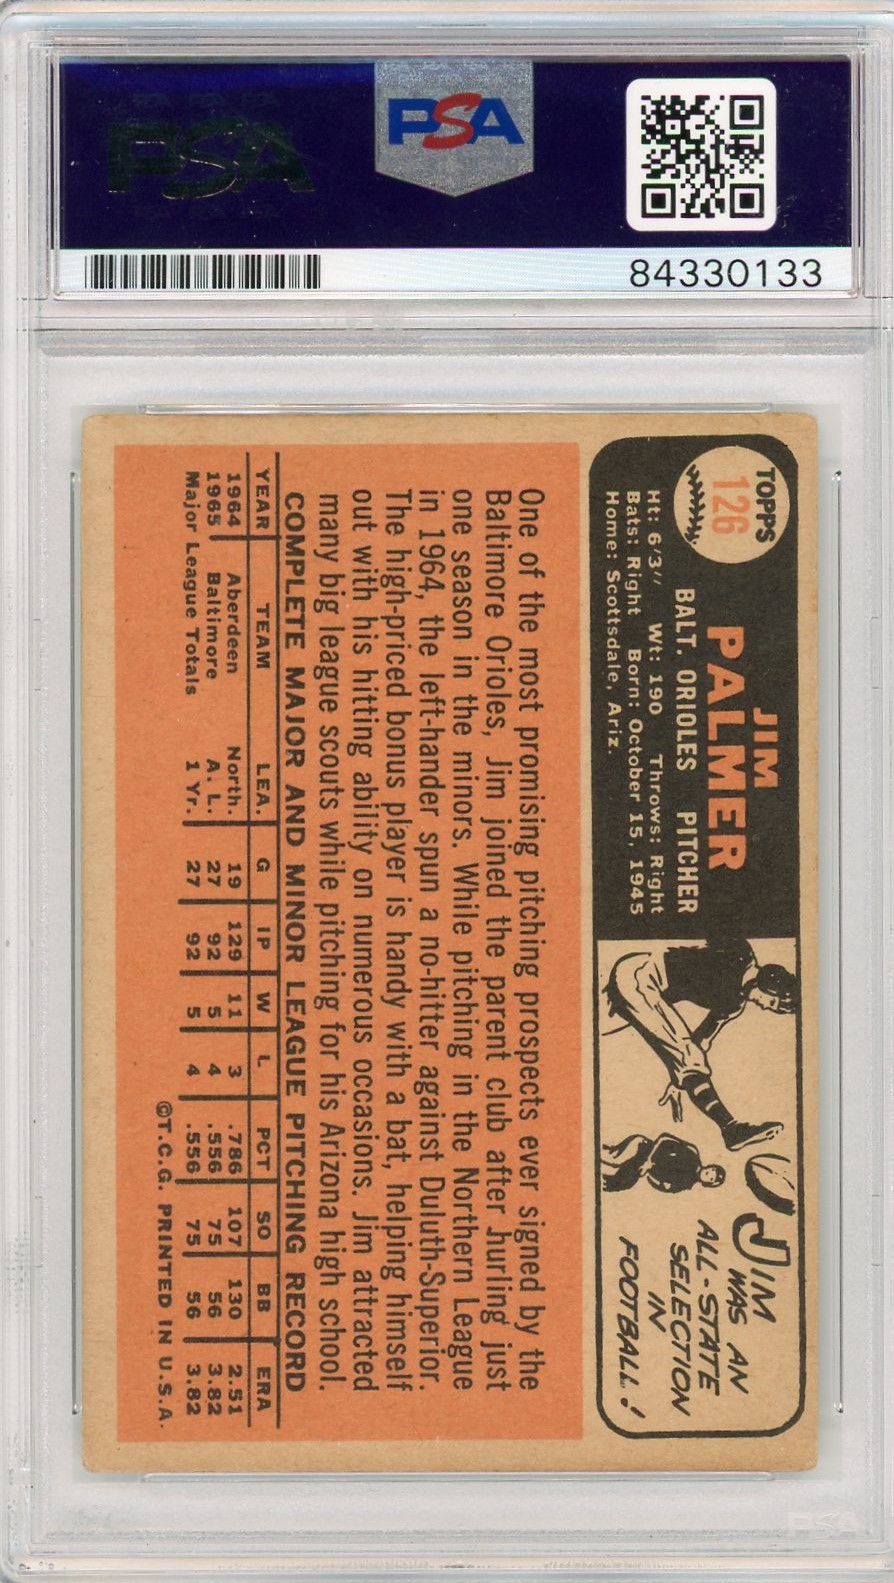 PSA
PSA
84330133
TOPPS
126
JIM
PALMER
BALT. ORIOLES PITCHER
Ht: 6'3" Wt: 190 Throws: Right
Bats: Right Born: October 15, 1945
Home: Scottsdale, Ariz.
JIM
WAS AN
ALL-STATE
SELECTION
IN
FOOTBALL!
One of the most promising pitching prospects ever signed by the
Baltimore Orioles, Jim joined the parent club after hurling just
one season in the minors. While pitching in the Northern League
in 1964, the left-hander spun a no-hitter against Duluth-Superior.
The high-priced bonus player is handy with a bat, helping himself
out with his hitting ability on numerous occasions. Jim attracted
many big league scouts while pitching for his Arizona high school.
COMPLETE MAJOR AND MINOR LEAGUE PITCHING RECORD
YEAR TEAM LEA. G IP W L PCT SO BB ERA
1964 Aberdeen North. 19 129 11 3 .786 107 130 2.51
1965 Baltimore A. L. 27 92 5 4 .556 75 56 3.82
Major League Totals 1 Yr. 27 92 5 4 .556 75 56 3.82
©T.C.G. PRINTED IN U.S.A.
PSA